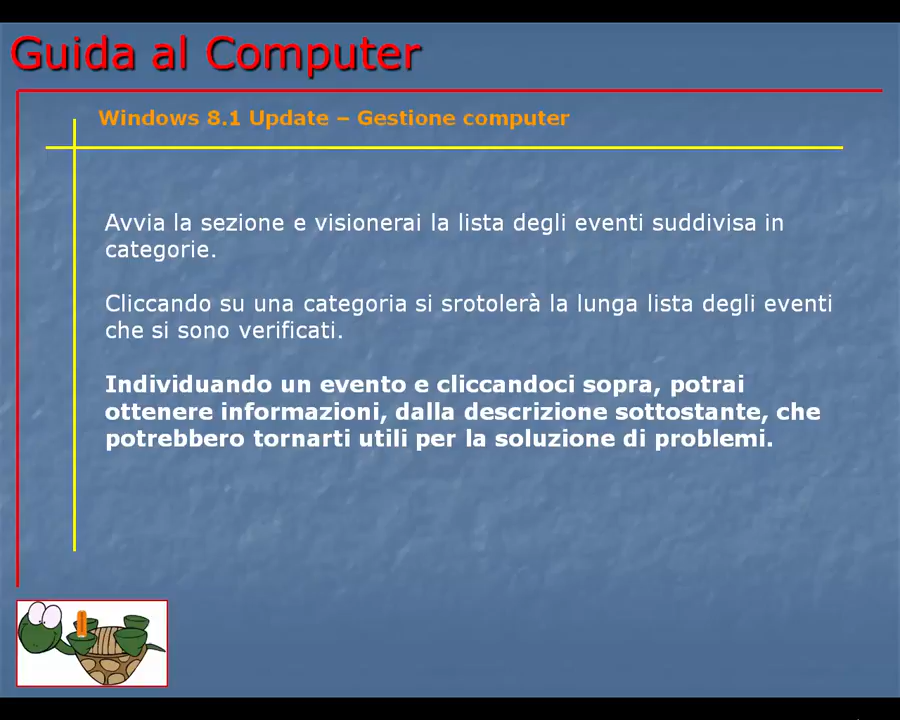 Guida al Computer
Windows 8.1 Update – Gestione computer
Avvia la sezione e visionerai la lista degli eventi suddivisa in
categorie.
Cliccando su una categoria si srotolerà la lunga lista degli eventi
che si sono verificati.
Individuando un evento e cliccandoci sopra, potrai
ottenere informazioni, dalla descrizione sottostante, che
potrebbero tornarti utili per la soluzione di problemi.